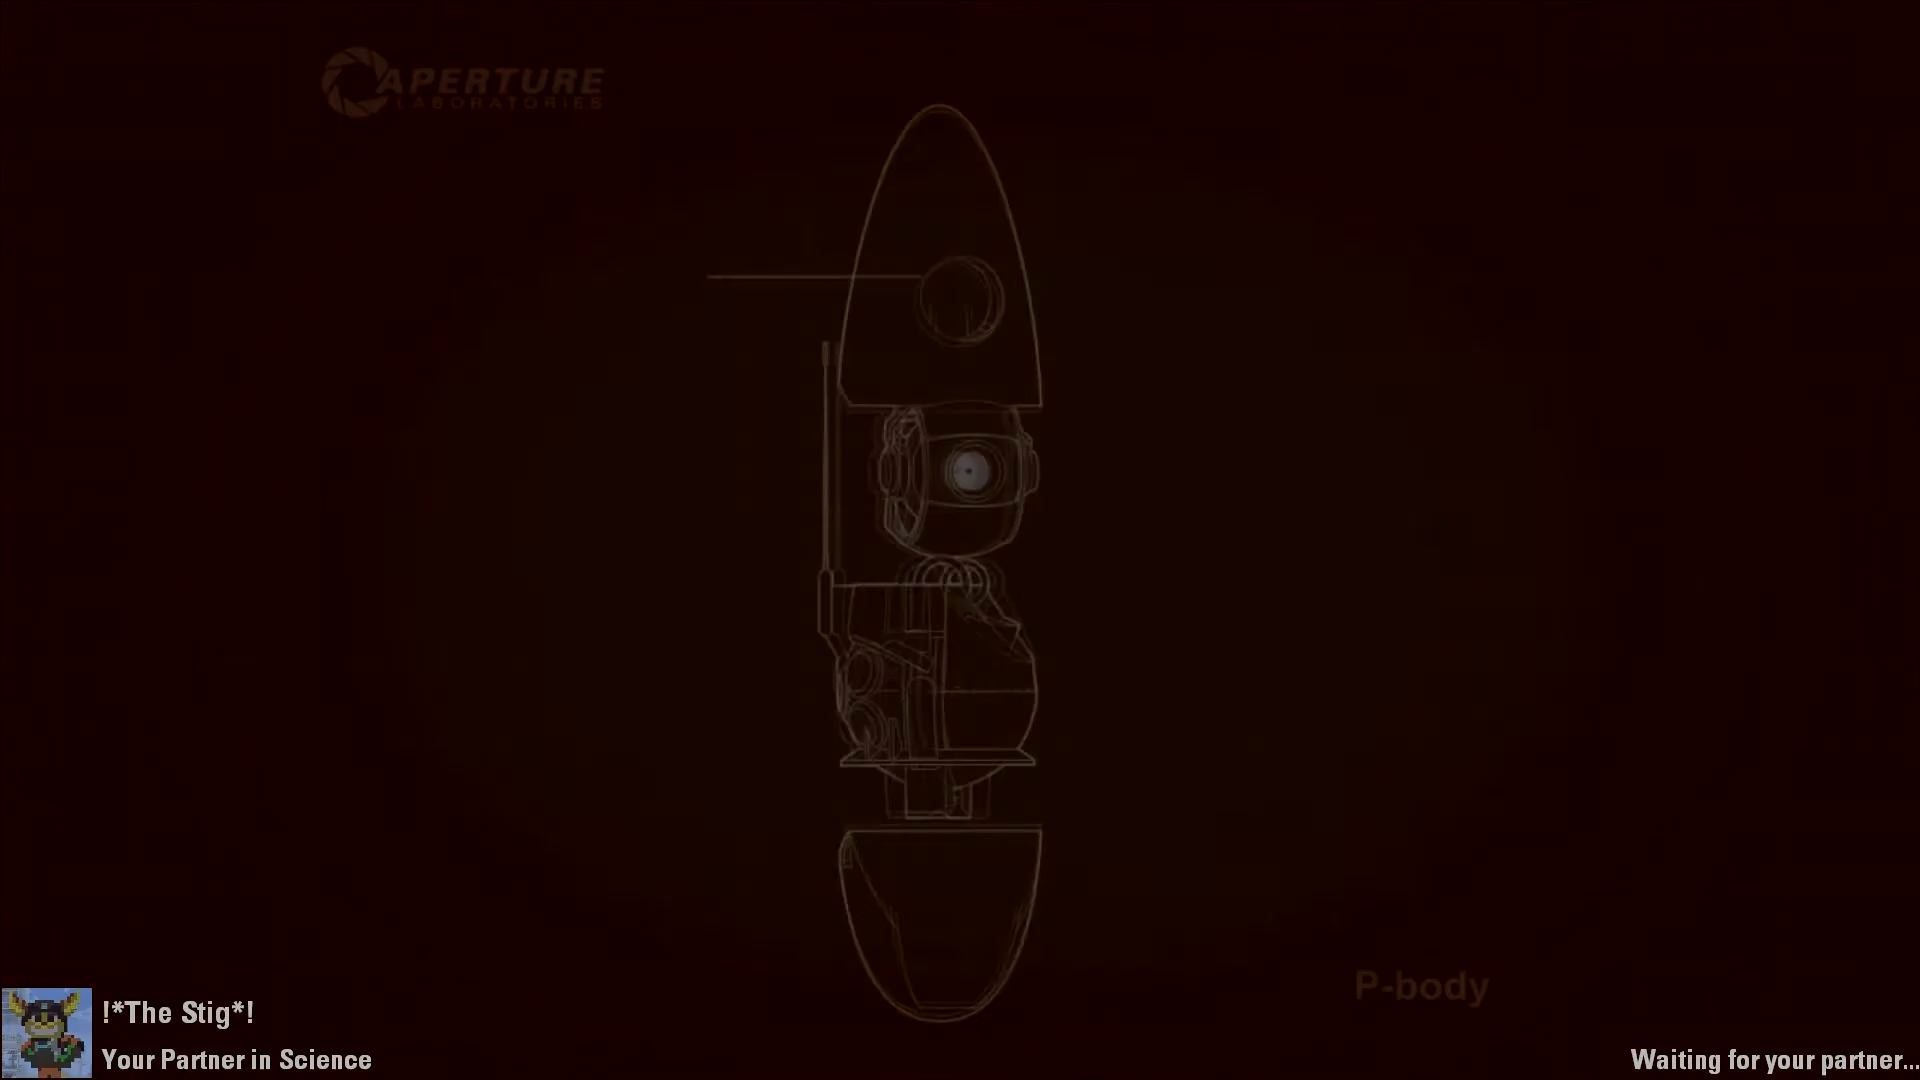 APERTURE
LABORATORIES
P-body
!*The Stig*!
Your Partner in Science
Waiting for your partner...